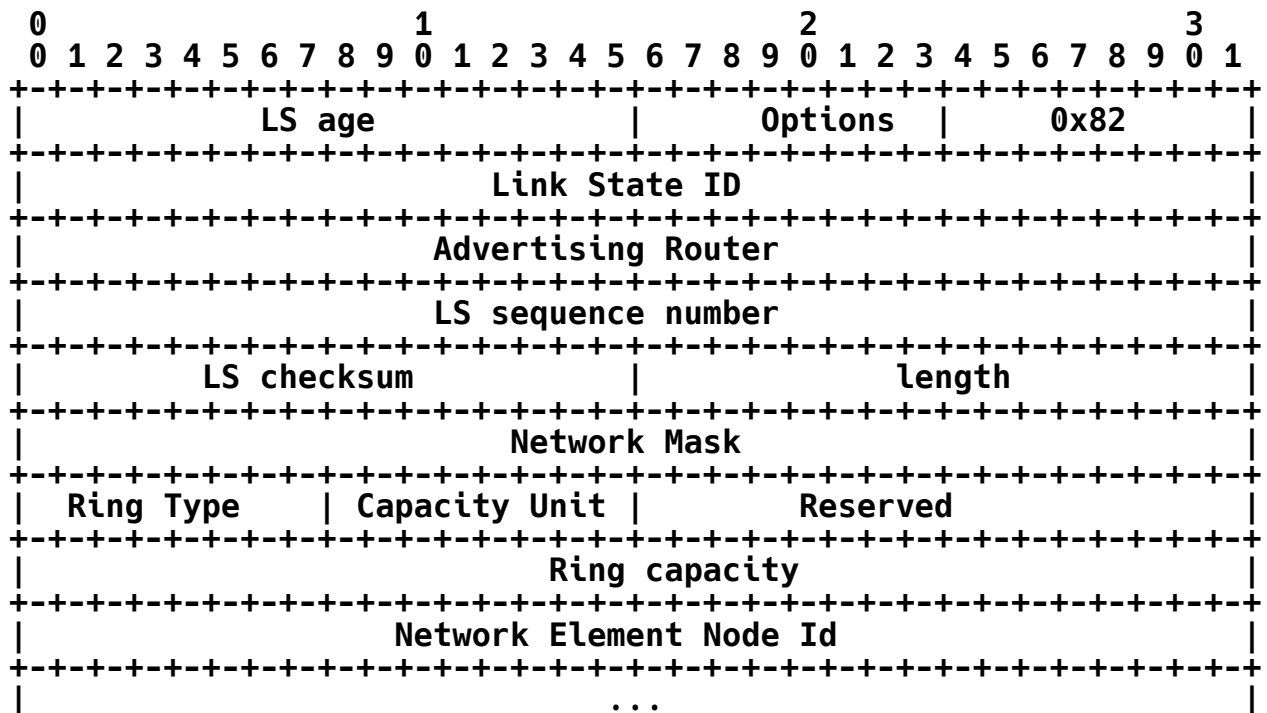 0                   1                   2                   3
 0 1 2 3 4 5 6 7 8 9 0 1 2 3 4 5 6 7 8 9 0 1 2 3 4 5 6 7 8 9 0 1
+-+-+-+-+-+-+-+-+-+-+-+-+-+-+-+-+-+-+-+-+-+-+-+-+-+-+-+-+-+-+-+-+
|            LS age             |      Options  |     0x82      |
+-+-+-+-+-+-+-+-+-+-+-+-+-+-+-+-+-+-+-+-+-+-+-+-+-+-+-+-+-+-+-+-+
|                        Link State ID                          |
+-+-+-+-+-+-+-+-+-+-+-+-+-+-+-+-+-+-+-+-+-+-+-+-+-+-+-+-+-+-+-+-+
|                     Advertising Router                        |
+-+-+-+-+-+-+-+-+-+-+-+-+-+-+-+-+-+-+-+-+-+-+-+-+-+-+-+-+-+-+-+-+
|                     LS sequence number                        |
+-+-+-+-+-+-+-+-+-+-+-+-+-+-+-+-+-+-+-+-+-+-+-+-+-+-+-+-+-+-+-+-+
|         LS checksum           |             length            |
+-+-+-+-+-+-+-+-+-+-+-+-+-+-+-+-+-+-+-+-+-+-+-+-+-+-+-+-+-+-+-+-+
|                         Network Mask                          |
+-+-+-+-+-+-+-+-+-+-+-+-+-+-+-+-+-+-+-+-+-+-+-+-+-+-+-+-+-+-+-+-+
|  Ring Type    | Capacity Unit |        Reserved               |
+-+-+-+-+-+-+-+-+-+-+-+-+-+-+-+-+-+-+-+-+-+-+-+-+-+-+-+-+-+-+-+-+
|                           Ring capacity                       |
+-+-+-+-+-+-+-+-+-+-+-+-+-+-+-+-+-+-+-+-+-+-+-+-+-+-+-+-+-+-+-+-+
|                   Network Element Node Id                     |
+-+-+-+-+-+-+-+-+-+-+-+-+-+-+-+-+-+-+-+-+-+-+-+-+-+-+-+-+-+-+-+-+
|                              ...                              |